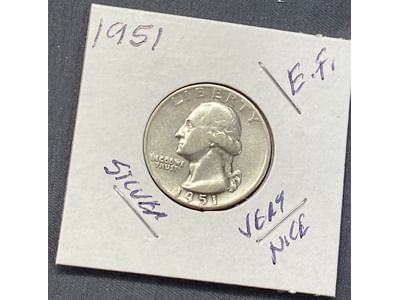 1951
E.F.
LIBERTY
IN GOD WE
TRUST
1951
SILVER
VERY
NICE